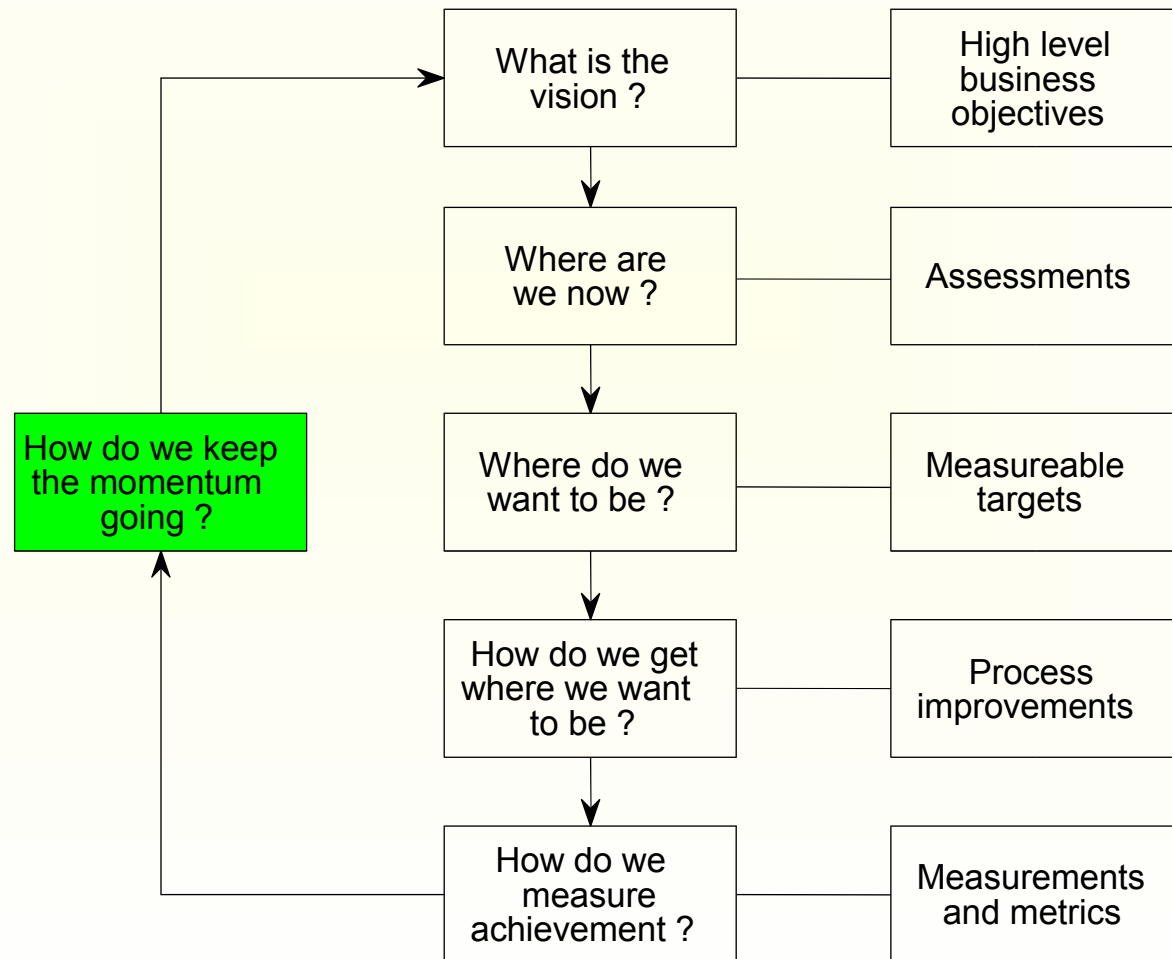 What is the
vision ?
High level
business
objectives
Where are
we now ?
Assessments
How do we keep
the momentum
going ?
Where do we
want to be ?
Measureable
targets
How do we get
where we want
to be ?
Process
improvements
How do we
measure
achievement ?
Measurements
and metrics